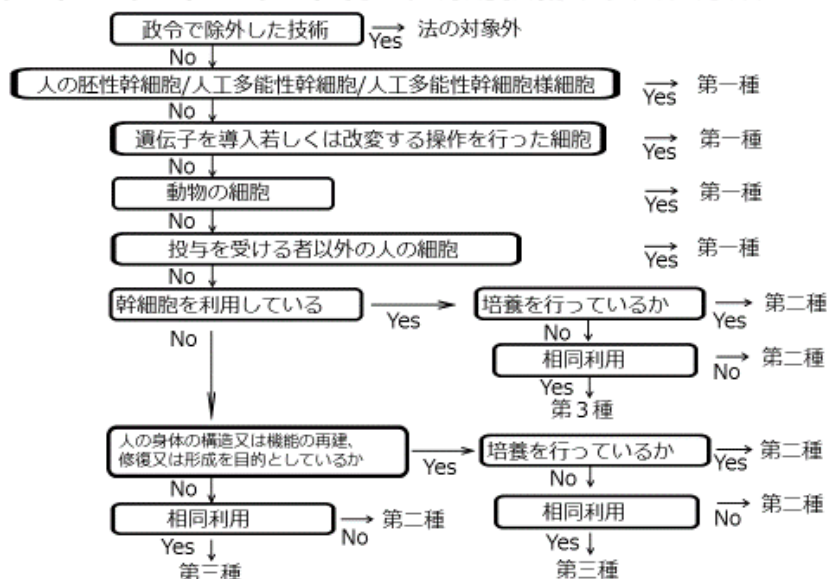 政令で除外した技術
Yes
法の対象外
No
人の胚性幹細胞/人工多能性幹細胞/人工多能性幹細胞様細胞
Yes
第一種
No
遺伝子を導入若しくは改変する操作を行った細胞
Yes
第一種
No
動物の細胞
Yes
第一種
No
投与を受ける者以外の人の細胞
Yes
第一種
No
幹細胞を利用している
Yes
培養を行っているか
Yes
第二種
No
No
相同利用
No
第二種
Yes
第３種
人の身体の構造又は機能の再建、
修復又は形成を目的としているか
Yes
培養を行っているか
Yes
第二種
No
No
相同利用
No
第二種
相同利用
No
第二種
Yes
第三種
Yes
第三種